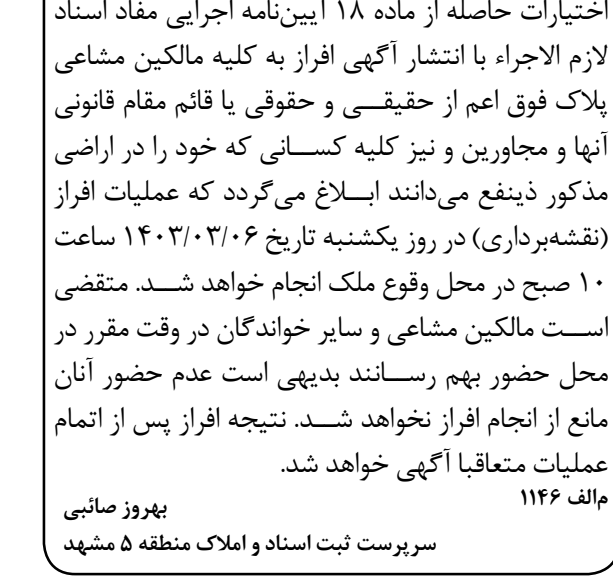 اختیارات حاصله از ماده ۱۸ آیین‌نامه اجرایی مفاد اسناد
لازم الاجراء با انتشار آگهی افراز به کلیه مالکین مشاعی
پلاک فوق اعم از حقیقی و حقوقی یا قائم مقام قانونی
آنها و مجاورین و نیز کلیه کسانی که خود را در اراضی
مذکور ذینفع می‌دانند ابلاغ می‌گردد که عملیات افراز
(نقشه‌برداری) در روز یکشنبه تاریخ ۱۴۰۳/۰۳/۰۶ ساعت
۱۰ صبح در محل وقوع ملک انجام خواهد شد. متقضی
است مالکین مشاعی و سایر خواندگان در وقت مقرر در
محل حضور بهم رسانند بدیهی است عدم حضور آنان
مانع از انجام افراز نخواهد شد. نتیجه افراز پس از اتمام
عملیات متعاقبا آگهی خواهد شد.
م‌الف ۱۱۴۶
بهروز صائبی
سرپرست ثبت اسناد و املاک منطقه ۵ مشهد